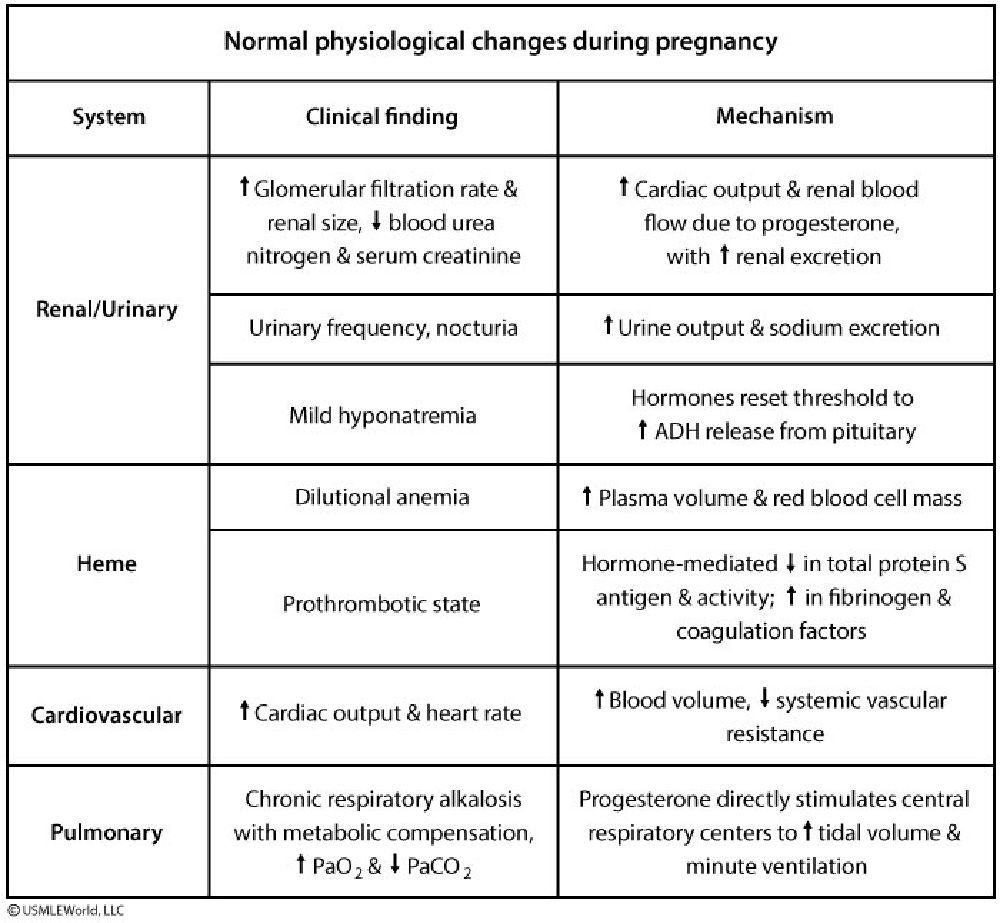 Normal physiological changes during pregnancy
System
Clinical finding
Mechanism
Renal/Urinary
↑ Glomerular filtration rate &
renal size, ↓ blood urea
nitrogen & serum creatinine
↑ Cardiac output & renal blood
flow due to progesterone,
with ↑ renal excretion
Urinary frequency, nocturia
↑ Urine output & sodium excretion
Mild hyponatremia
Hormones reset threshold to
↑ ADH release from pituitary
Heme
Dilutional anemia
↑ Plasma volume & red blood cell mass
Prothrombotic state
Hormone-mediated ↓ in total protein S
antigen & activity; ↑ in fibrinogen &
coagulation factors
Cardiovascular
↑ Cardiac output & heart rate
↑ Blood volume, ↓ systemic vascular
resistance
Pulmonary
Chronic respiratory alkalosis
with metabolic compensation,
↑ PaO₂ & ↓ PaCO₂
Progesterone directly stimulates central
respiratory centers to ↑ tidal volume &
minute ventilation
© USMLEWorld, LLC